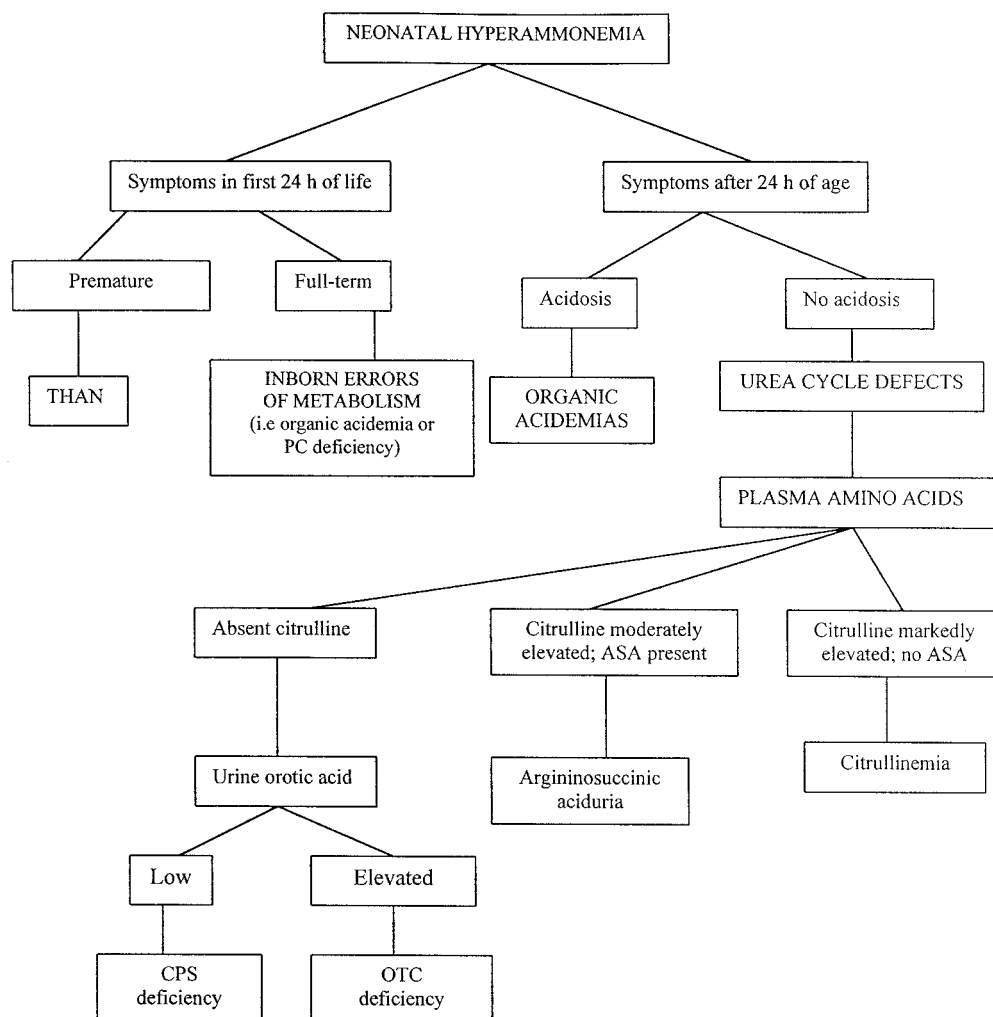 NEONATAL HYPERAMMONEMIA
Symptoms in first 24 h of life
Symptoms after 24 h of age
Premature
Full-term
Acidosis
No acidosis
THAN
INBORN ERRORS
OF METABOLISM
(i.e organic acidemia or
PC deficiency)
ORGANIC
ACIDEMIAS
UREA CYCLE DEFECTS
PLASMA AMINO ACIDS
Absent citrulline
Citrulline moderately
elevated; ASA present
Citrulline markedly
elevated; no ASA
Urine orotic acid
Argininosuccinic
aciduria
Citrullinemia
Low
Elevated
CPS
deficiency
OTC
deficiency